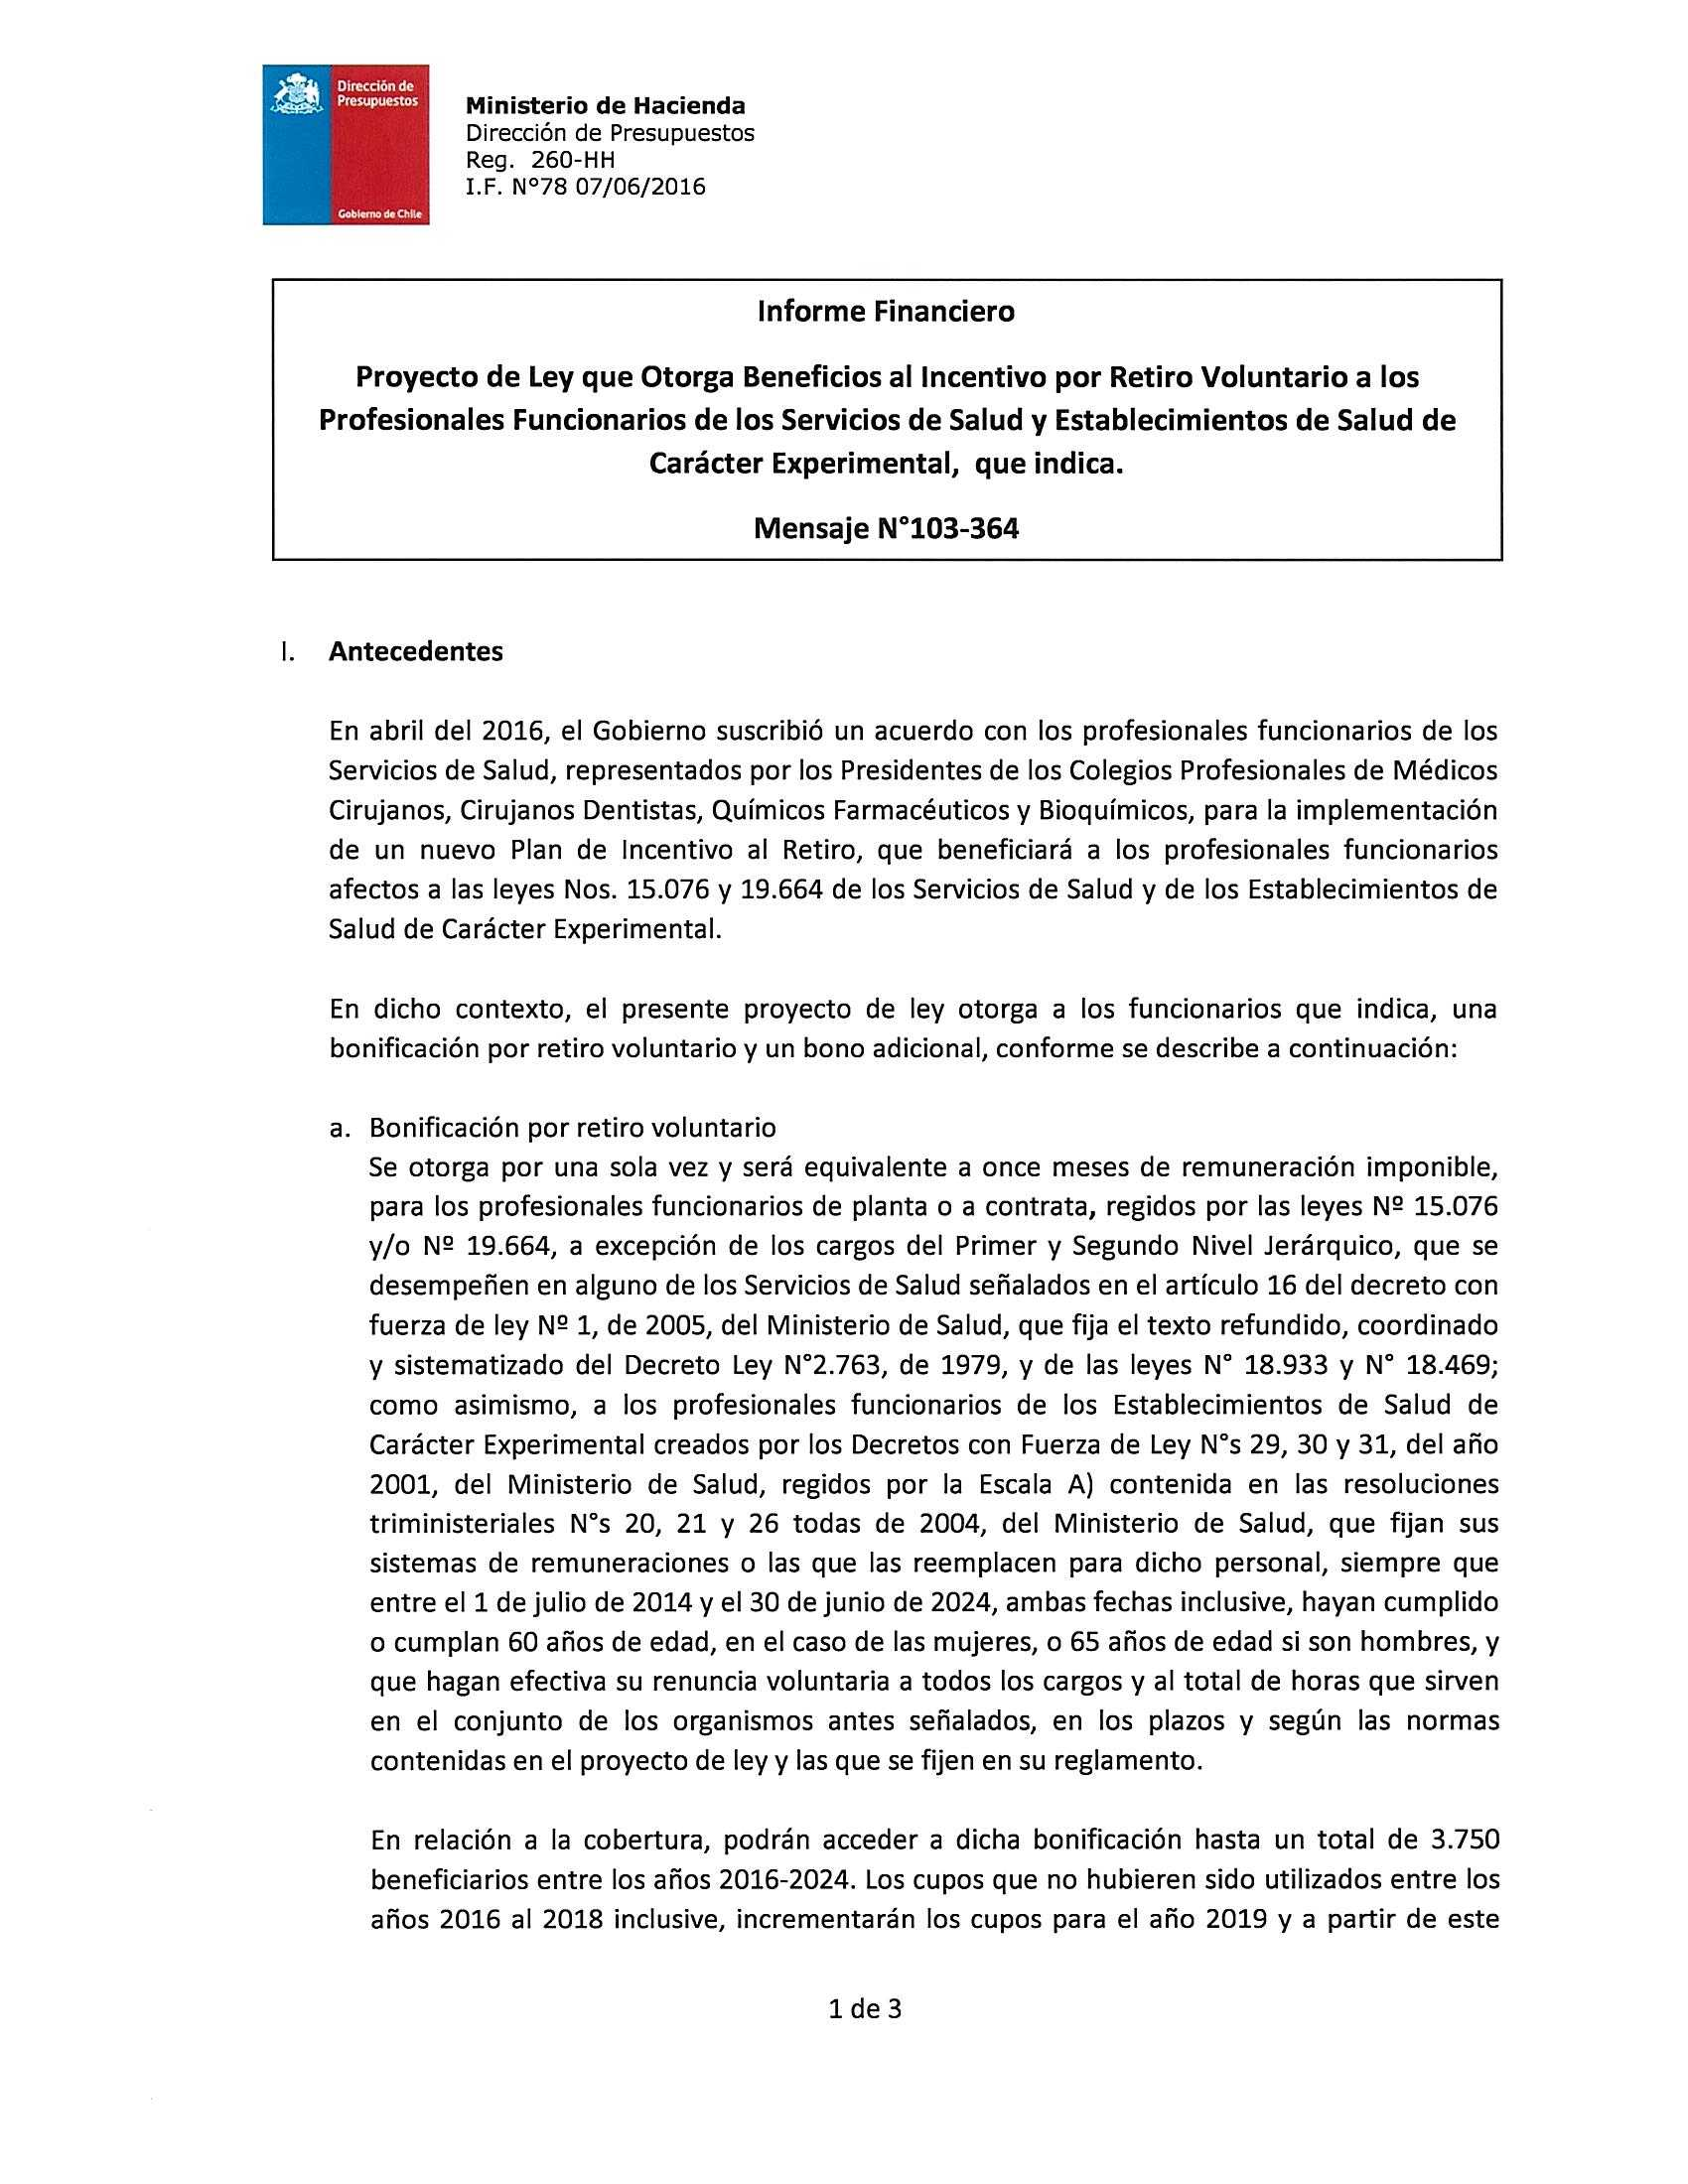 Dirección de
Presupuestos
Gobierno de Chile
Ministerio de Hacienda
Dirección de Presupuestos
Reg. 260-HH
I.F. N°78 07/06/2016
Informe Financiero
Proyecto de Ley que Otorga Beneficios al Incentivo por Retiro Voluntario a los
Profesionales Funcionarios de los Servicios de Salud y Establecimientos de Salud de
Carácter Experimental, que indica.
Mensaje N°103-364
I. Antecedentes
En abril del 2016, el Gobierno suscribió un acuerdo con los profesionales funcionarios de los
Servicios de Salud, representados por los Presidentes de los Colegios Profesionales de Médicos
Cirujanos, Cirujanos Dentistas, Químicos Farmacéuticos y Bioquímicos, para la implementación
de un nuevo Plan de Incentivo al Retiro, que beneficiará a los profesionales funcionarios
afectos a las leyes Nos. 15.076 y 19.664 de los Servicios de Salud y de los Establecimientos de
Salud de Carácter Experimental.
En dicho contexto, el presente proyecto de ley otorga a los funcionarios que indica, una
bonificación por retiro voluntario y un bono adicional, conforme se describe a continuación:
a. Bonificación por retiro voluntario
Se otorga por una sola vez y será equivalente a once meses de remuneración imponible,
para los profesionales funcionarios de planta o a contrata, regidos por las leyes Nº 15.076
y/o Nº 19.664, a excepción de los cargos del Primer y Segundo Nivel Jerárquico, que se
desempeñen en alguno de los Servicios de Salud señalados en el artículo 16 del decreto con
fuerza de ley Nº 1, de 2005, del Ministerio de Salud, que fija el texto refundido, coordinado
y sistematizado del Decreto Ley N°2.763, de 1979, y de las leyes N° 18.933 y N° 18.469;
como asimismo, a los profesionales funcionarios de los Establecimientos de Salud de
Carácter Experimental creados por los Decretos con Fuerza de Ley N°s 29, 30 y 31, del año
2001, del Ministerio de Salud, regidos por la Escala A) contenida en las resoluciones
triministeriales N°s 20, 21 y 26 todas de 2004, del Ministerio de Salud, que fijan sus
sistemas de remuneraciones o las que las reemplacen para dicho personal, siempre que
entre el 1 de julio de 2014 y el 30 de junio de 2024, ambas fechas inclusive, hayan cumplido
o cumplan 60 años de edad, en el caso de las mujeres, o 65 años de edad si son hombres, y
que hagan efectiva su renuncia voluntaria a todos los cargos y al total de horas que sirven
en el conjunto de los organismos antes señalados, en los plazos y según las normas
contenidas en el proyecto de ley y las que se fijen en su reglamento.
En relación a la cobertura, podrán acceder a dicha bonificación hasta un total de 3.750
beneficiarios entre los años 2016-2024. Los cupos que no hubieren sido utilizados entre los
años 2016 al 2018 inclusive, incrementarán los cupos para el año 2019 y a partir de este
1 de 3